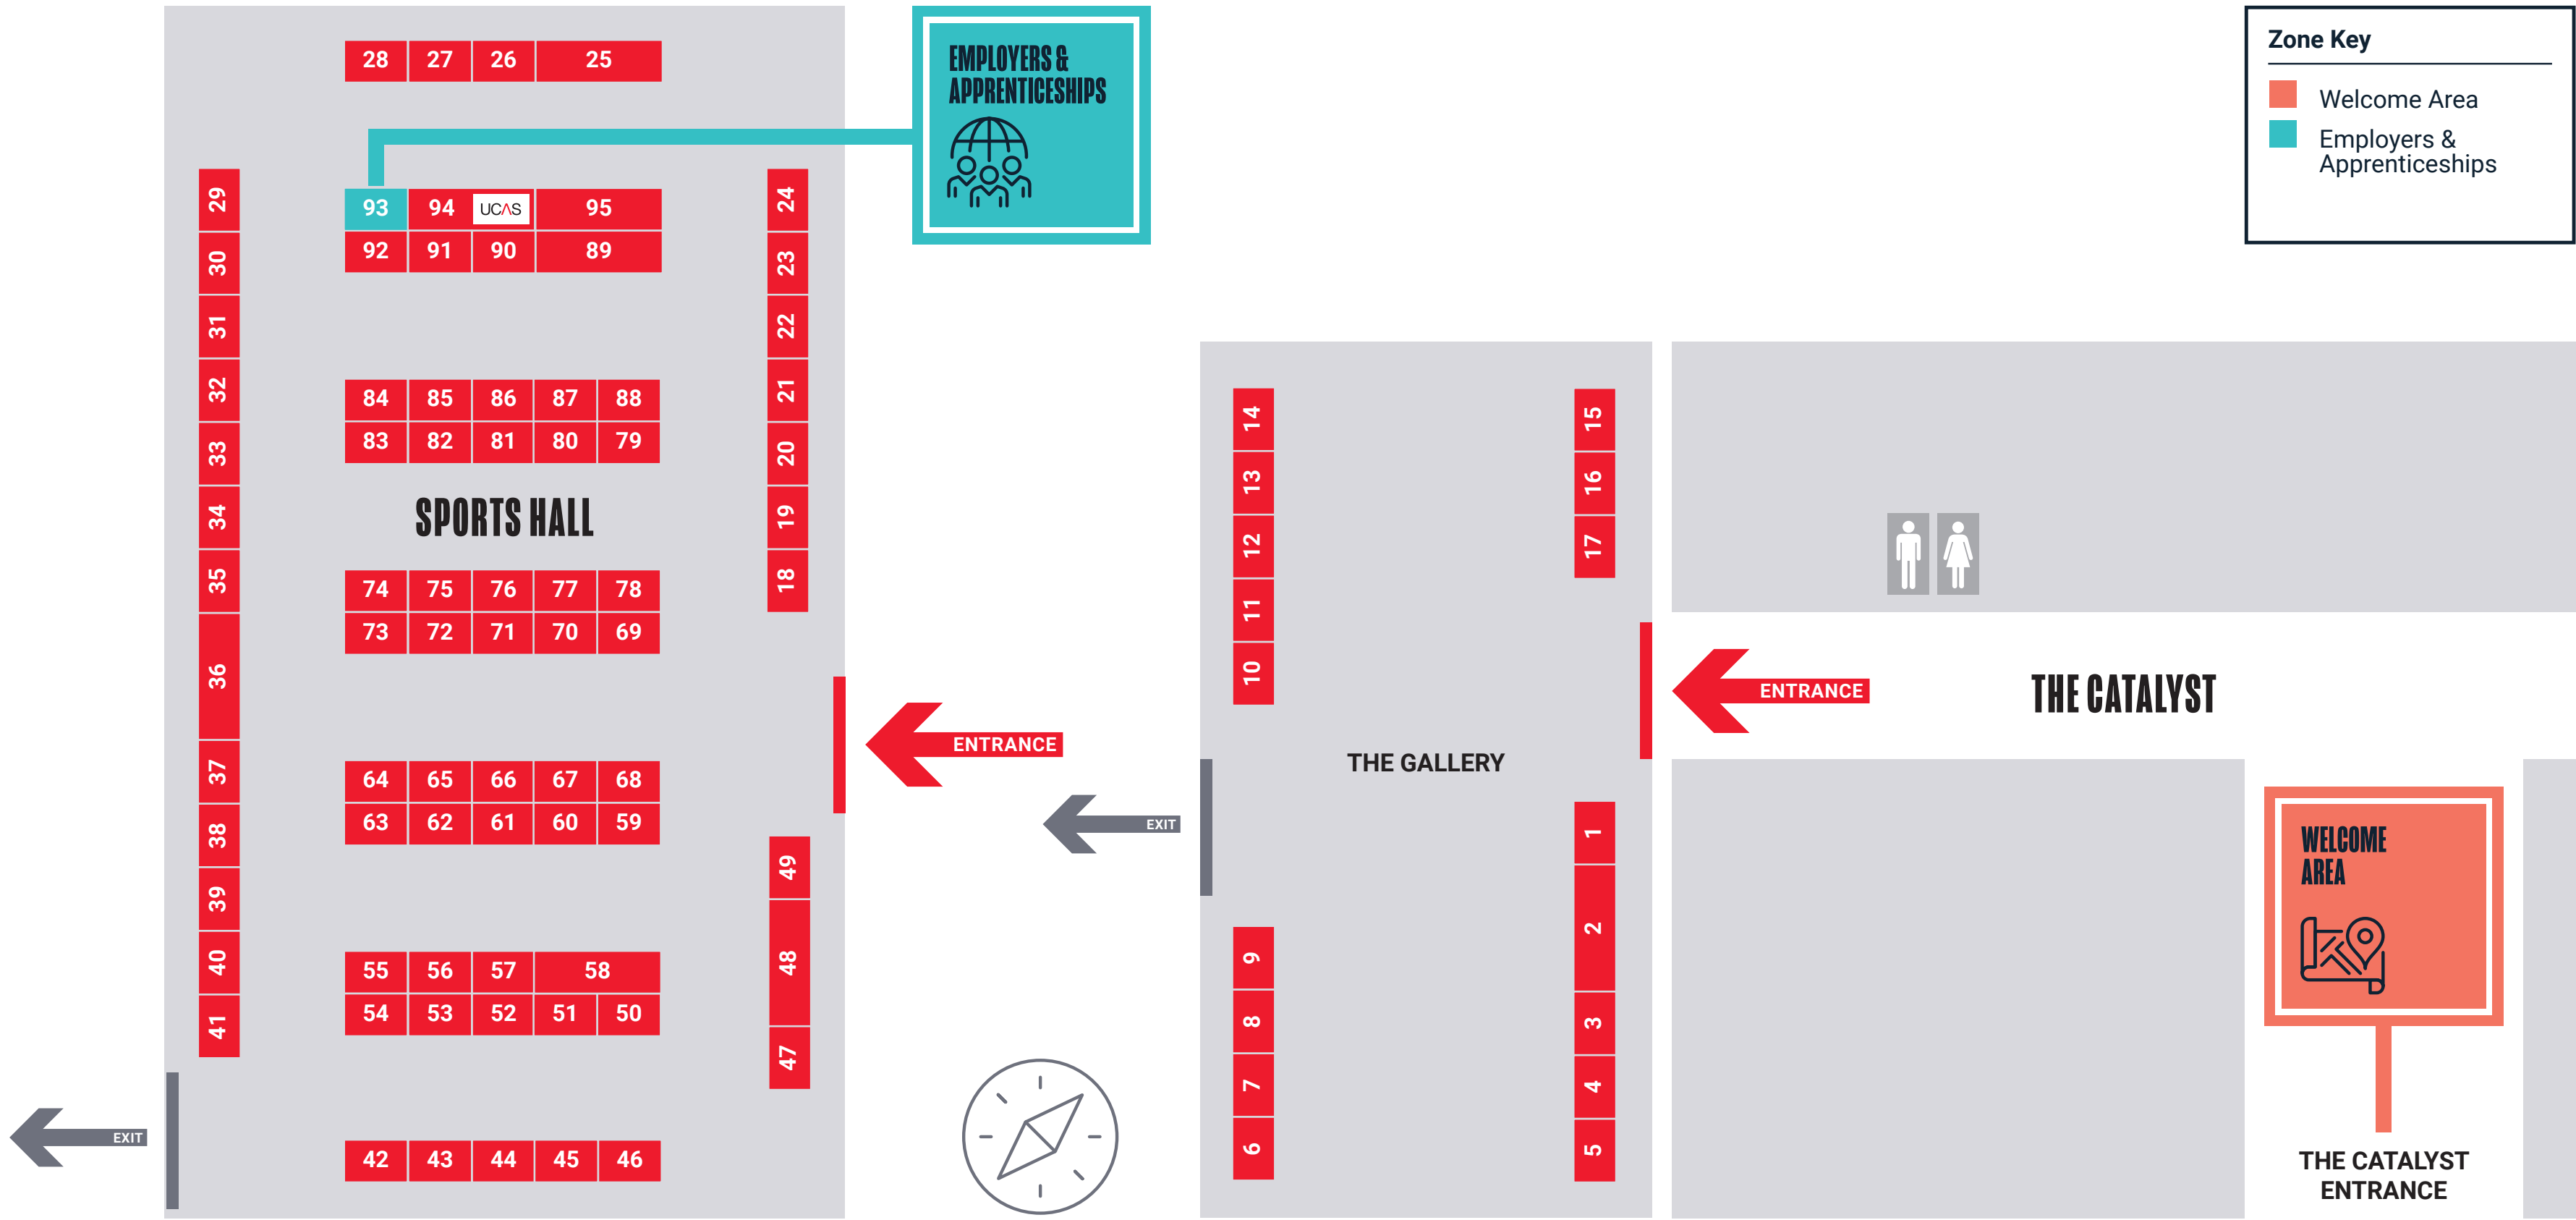 28 27 26 25
EMPLOYERS &
APPRENTICESHIPS
Zone Key
Welcome Area
Employers &
Apprenticeships
93 94 UCAS 95
92 91 90 89
29
30
31
32
33
34
35
36
37
38
39
40
41
24
23
22
21
20
19
18
84 85 86 87 88
83 82 81 80 79
SPORTS HALL
74 75 76 77 78
73 72 71 70 69
64 65 66 67 68
63 62 61 60 59
55 56 57 58
54 53 52 51 50
42 43 44 45 46
49
48
47
ENTRANCE
EXIT
EXIT
14
13
12
11
10
THE GALLERY
9
8
7
6
15
16
17
1
2
3
4
5
ENTRANCE
THE CATALYST
WELCOME
AREA
THE CATALYST
ENTRANCE